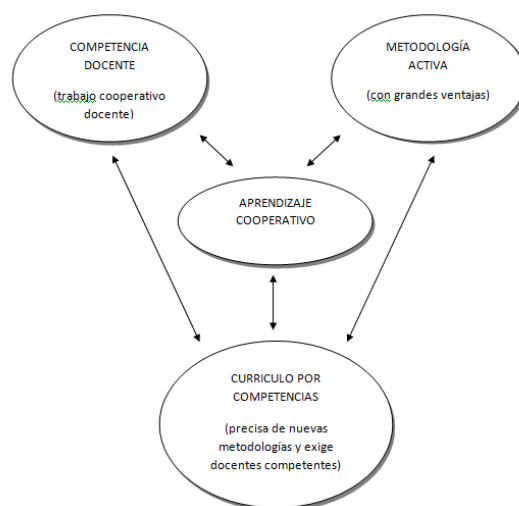 COMPETENCIA
DOCENTE
(trabajo cooperativo
docente)
METODOLOGÍA
ACTIVA
(con grandes ventajas)
APRENDIZAJE
COOPERATIVO
CURRICULO POR
COMPETENCIAS
(precisa de nuevas
metodologías y exige
docentes competentes)